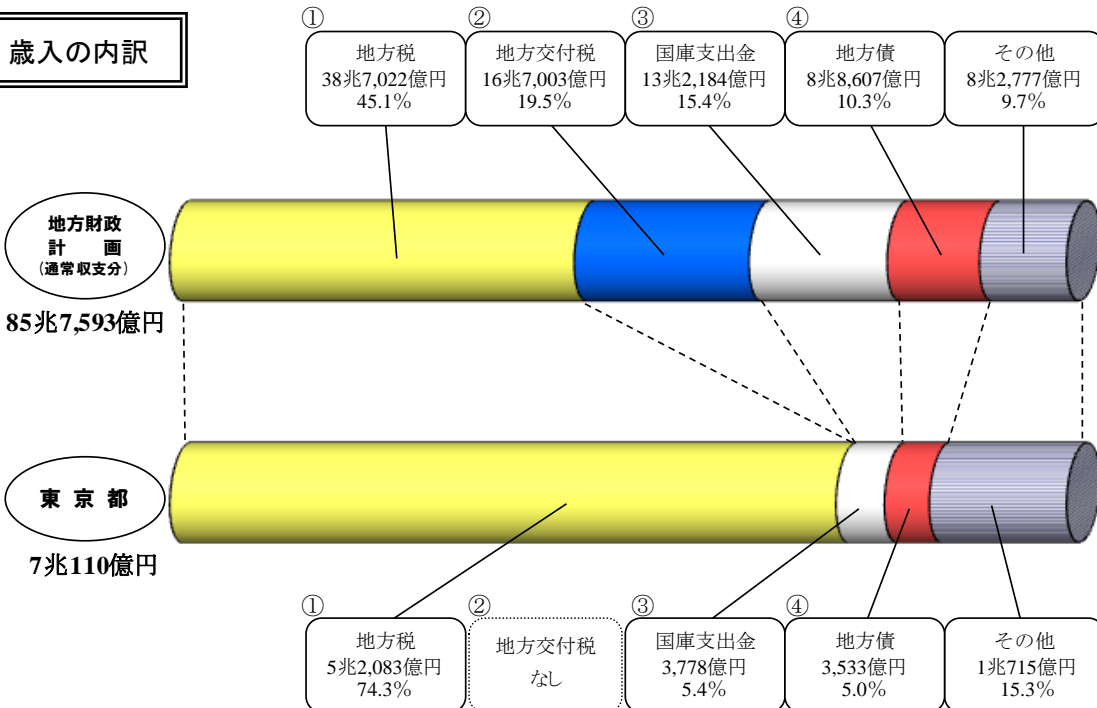 歳入の内訳
①
地方税
38兆7,022億円
45.1%
②
地方交付税
16兆7,003億円
19.5%
③
国庫支出金
13兆2,184億円
15.4%
④
地方債
8兆8,607億円
10.3%
その他
8兆2,777億円
9.7%
地方財政
計 画
(通常収支分)
85兆7,593億円
東 京 都
7兆110億円
①
地方税
5兆2,083億円
74.3%
②
地方交付税
なし
③
国庫支出金
3,778億円
5.4%
④
地方債
3,533億円
5.0%
その他
1兆715億円
15.3%